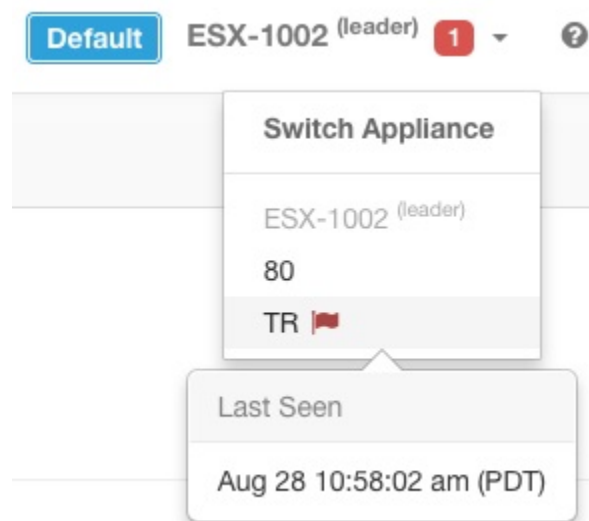 Default ESX-1002 (leader) 1
Switch Appliance
ESX-1002 (leader)
80
TR
Last Seen
Aug 28 10:58:02 am (PDT)